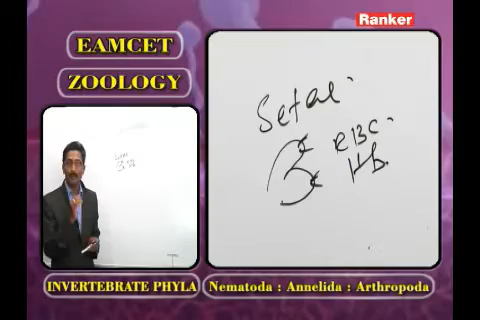 Ranker
EAMCET
ZOOLOGY
Setae.
RBC.
Hb.
INVERTEBRATE PHYLA
Nematoda : Annelida : Arthropoda